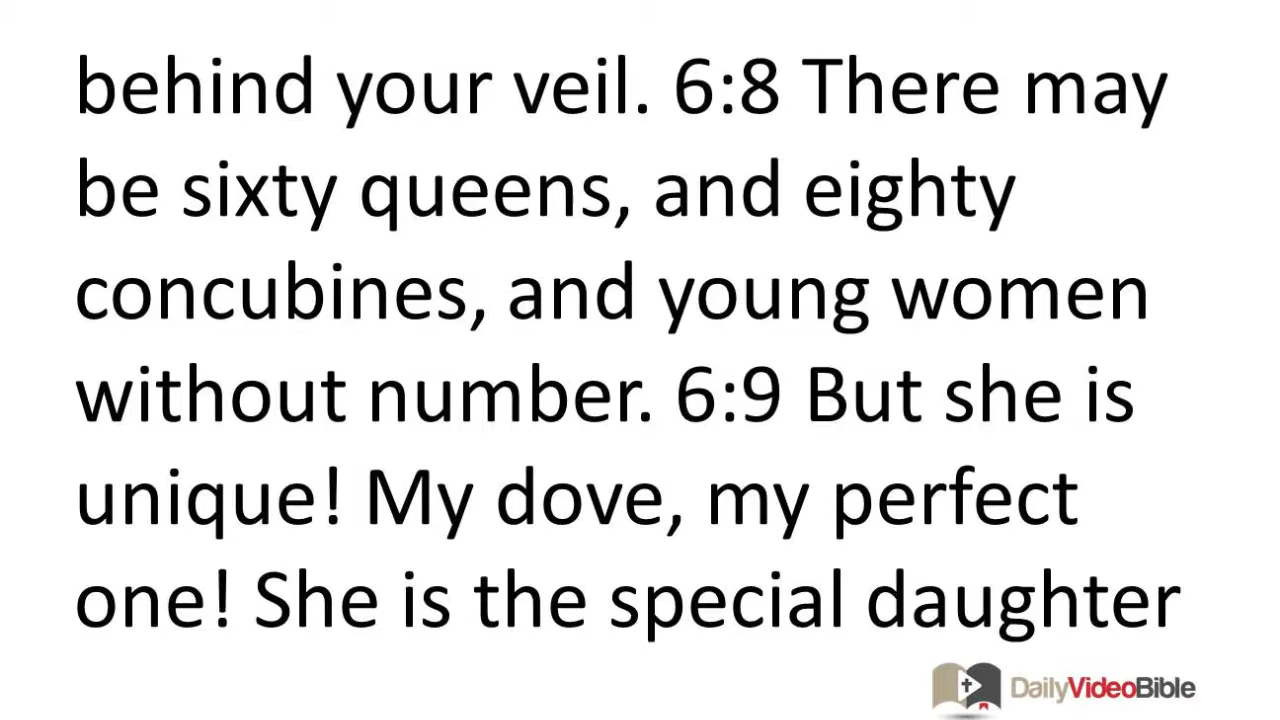 behind your veil. 6:8 There may
be sixty queens, and eighty
concubines, and young women
without number. 6:9 But she is
unique! My dove, my perfect
one! She is the special daughter
DailyVideoBible